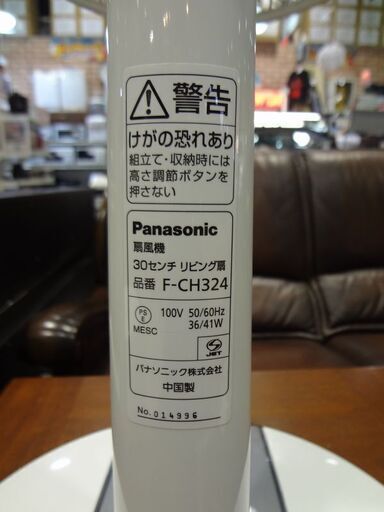 警告
けがの恐れあり
組立て・収納時には
高さ調節ボタンを
押さない
Panasonic
扇風機
30センチ リビング扇
品番 F-CH324
PS
E
MESC
100V 50/60Hz
36/41W
S
JET
パナソニック株式会社
中国製
No. 014996